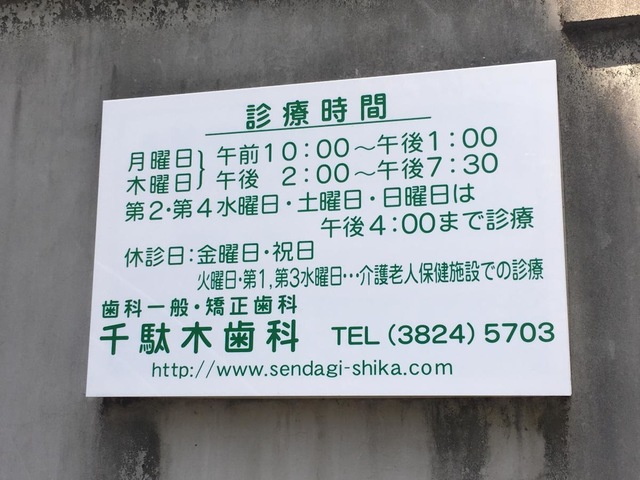 診療時間
月曜日 午前10：00～午後1：00
木曜日 午後 2：00～午後7：30
第2・第4水曜日・土曜日・日曜日は
午後4：00まで診療
休診日：金曜日・祝日
火曜日・第1，第3水曜日…介護老人保健施設での診療
歯科一般・矯正歯科
千駄木歯科 TEL（3824）5703
http://www.sendagi-shika.com